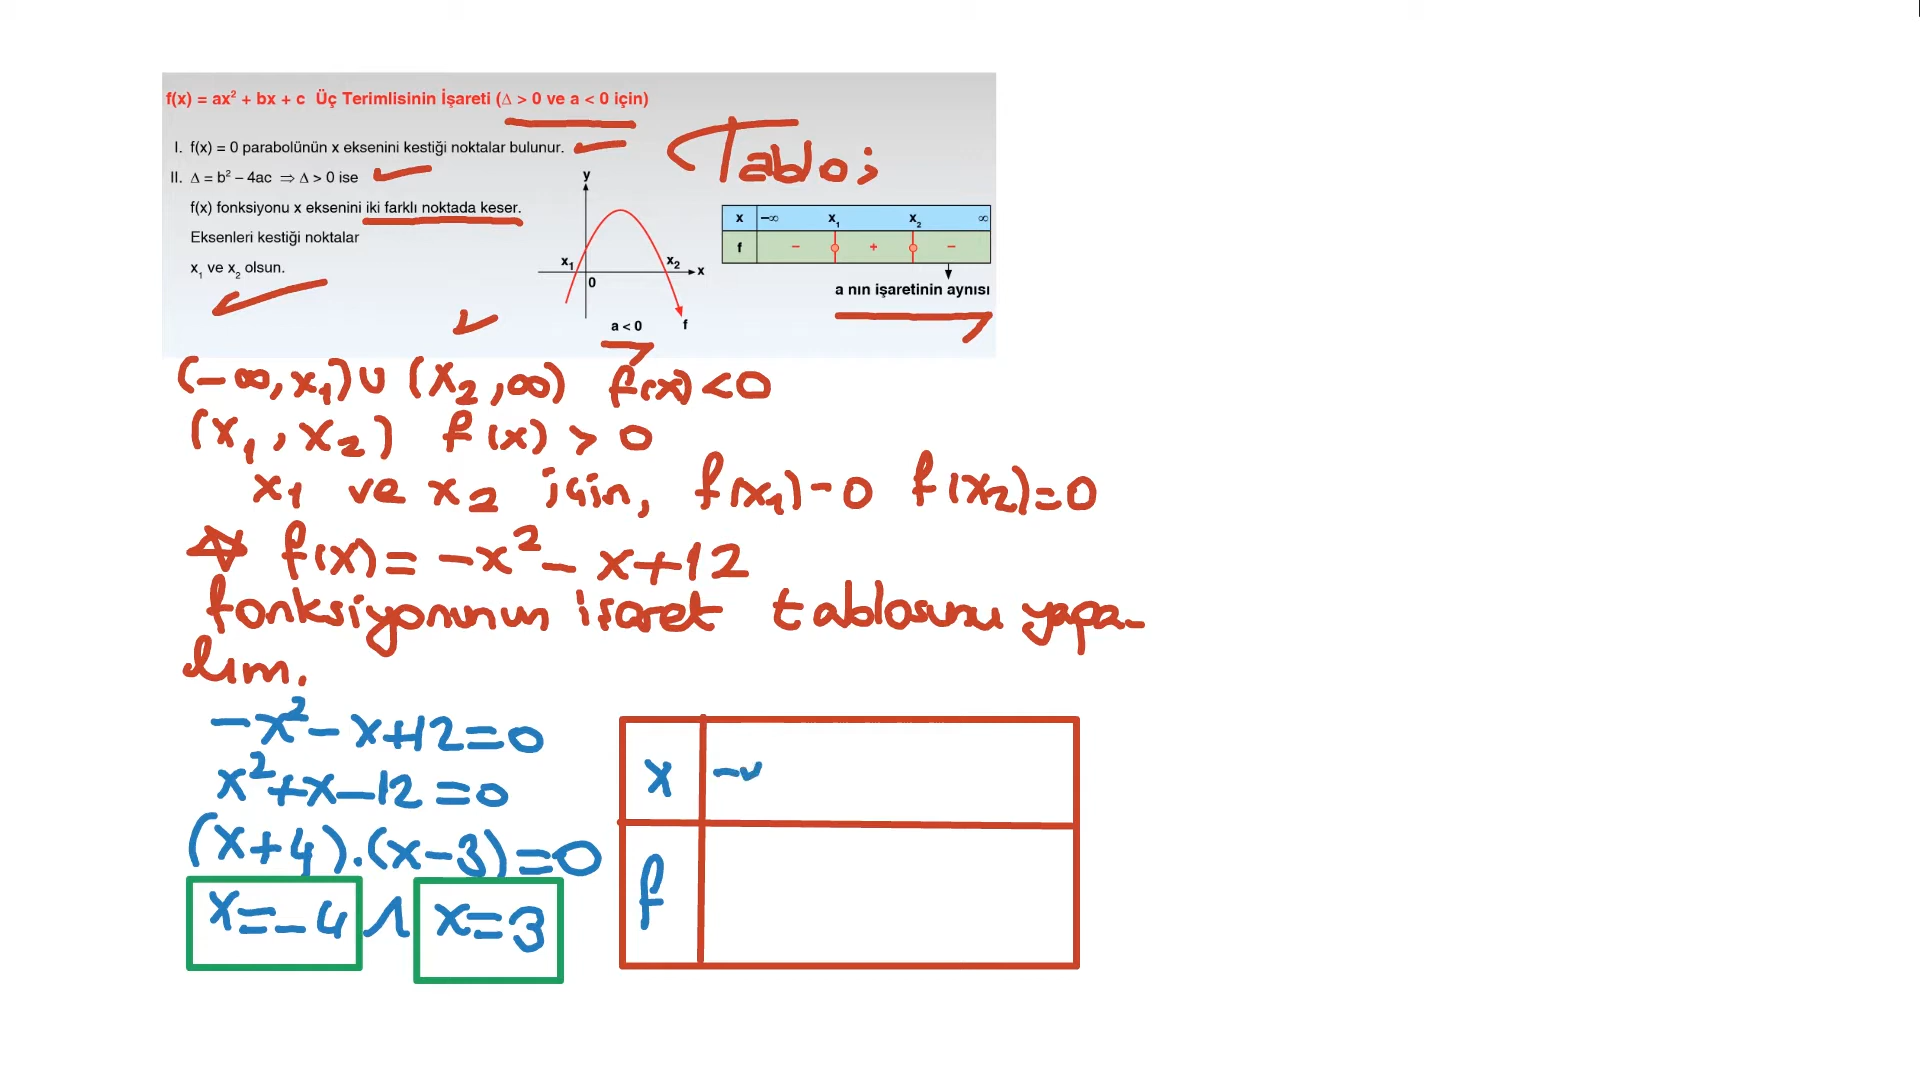 f(x) = ax² + bx + c Üç Terimlisinin İşareti (Δ > 0 ve a < 0 için)
I. f(x) = 0 parabolünün x eksenini kestiği noktalar bulunur.
II. Δ = b² – 4ac ⇒ Δ > 0 ise
f(x) fonksiyonu x eksenini iki farklı noktada keser.
Eksenleri kestiği noktalar
x₁ ve x₂ olsun.
y
x₁ x₂ x
0
a < 0 f
Tablo;
x –∞ x₁ x₂ ∞
f – + –
a nın işaretinin aynısı
(-∞, x₁) ∪ (x₂, ∞) f(x) < 0
(x₁, x₂) f(x) > 0
x₁ ve x₂ için, f(x₁)-0 f(x₂)=0
f(x) = -x² - x+12
fonksiyonunun işaret tablosunu yapa-
lım.
-x² - x+12=0
x²+x-12=0
(x+4).(x-3)=0
x=-4 ∧ x=3
x -
f